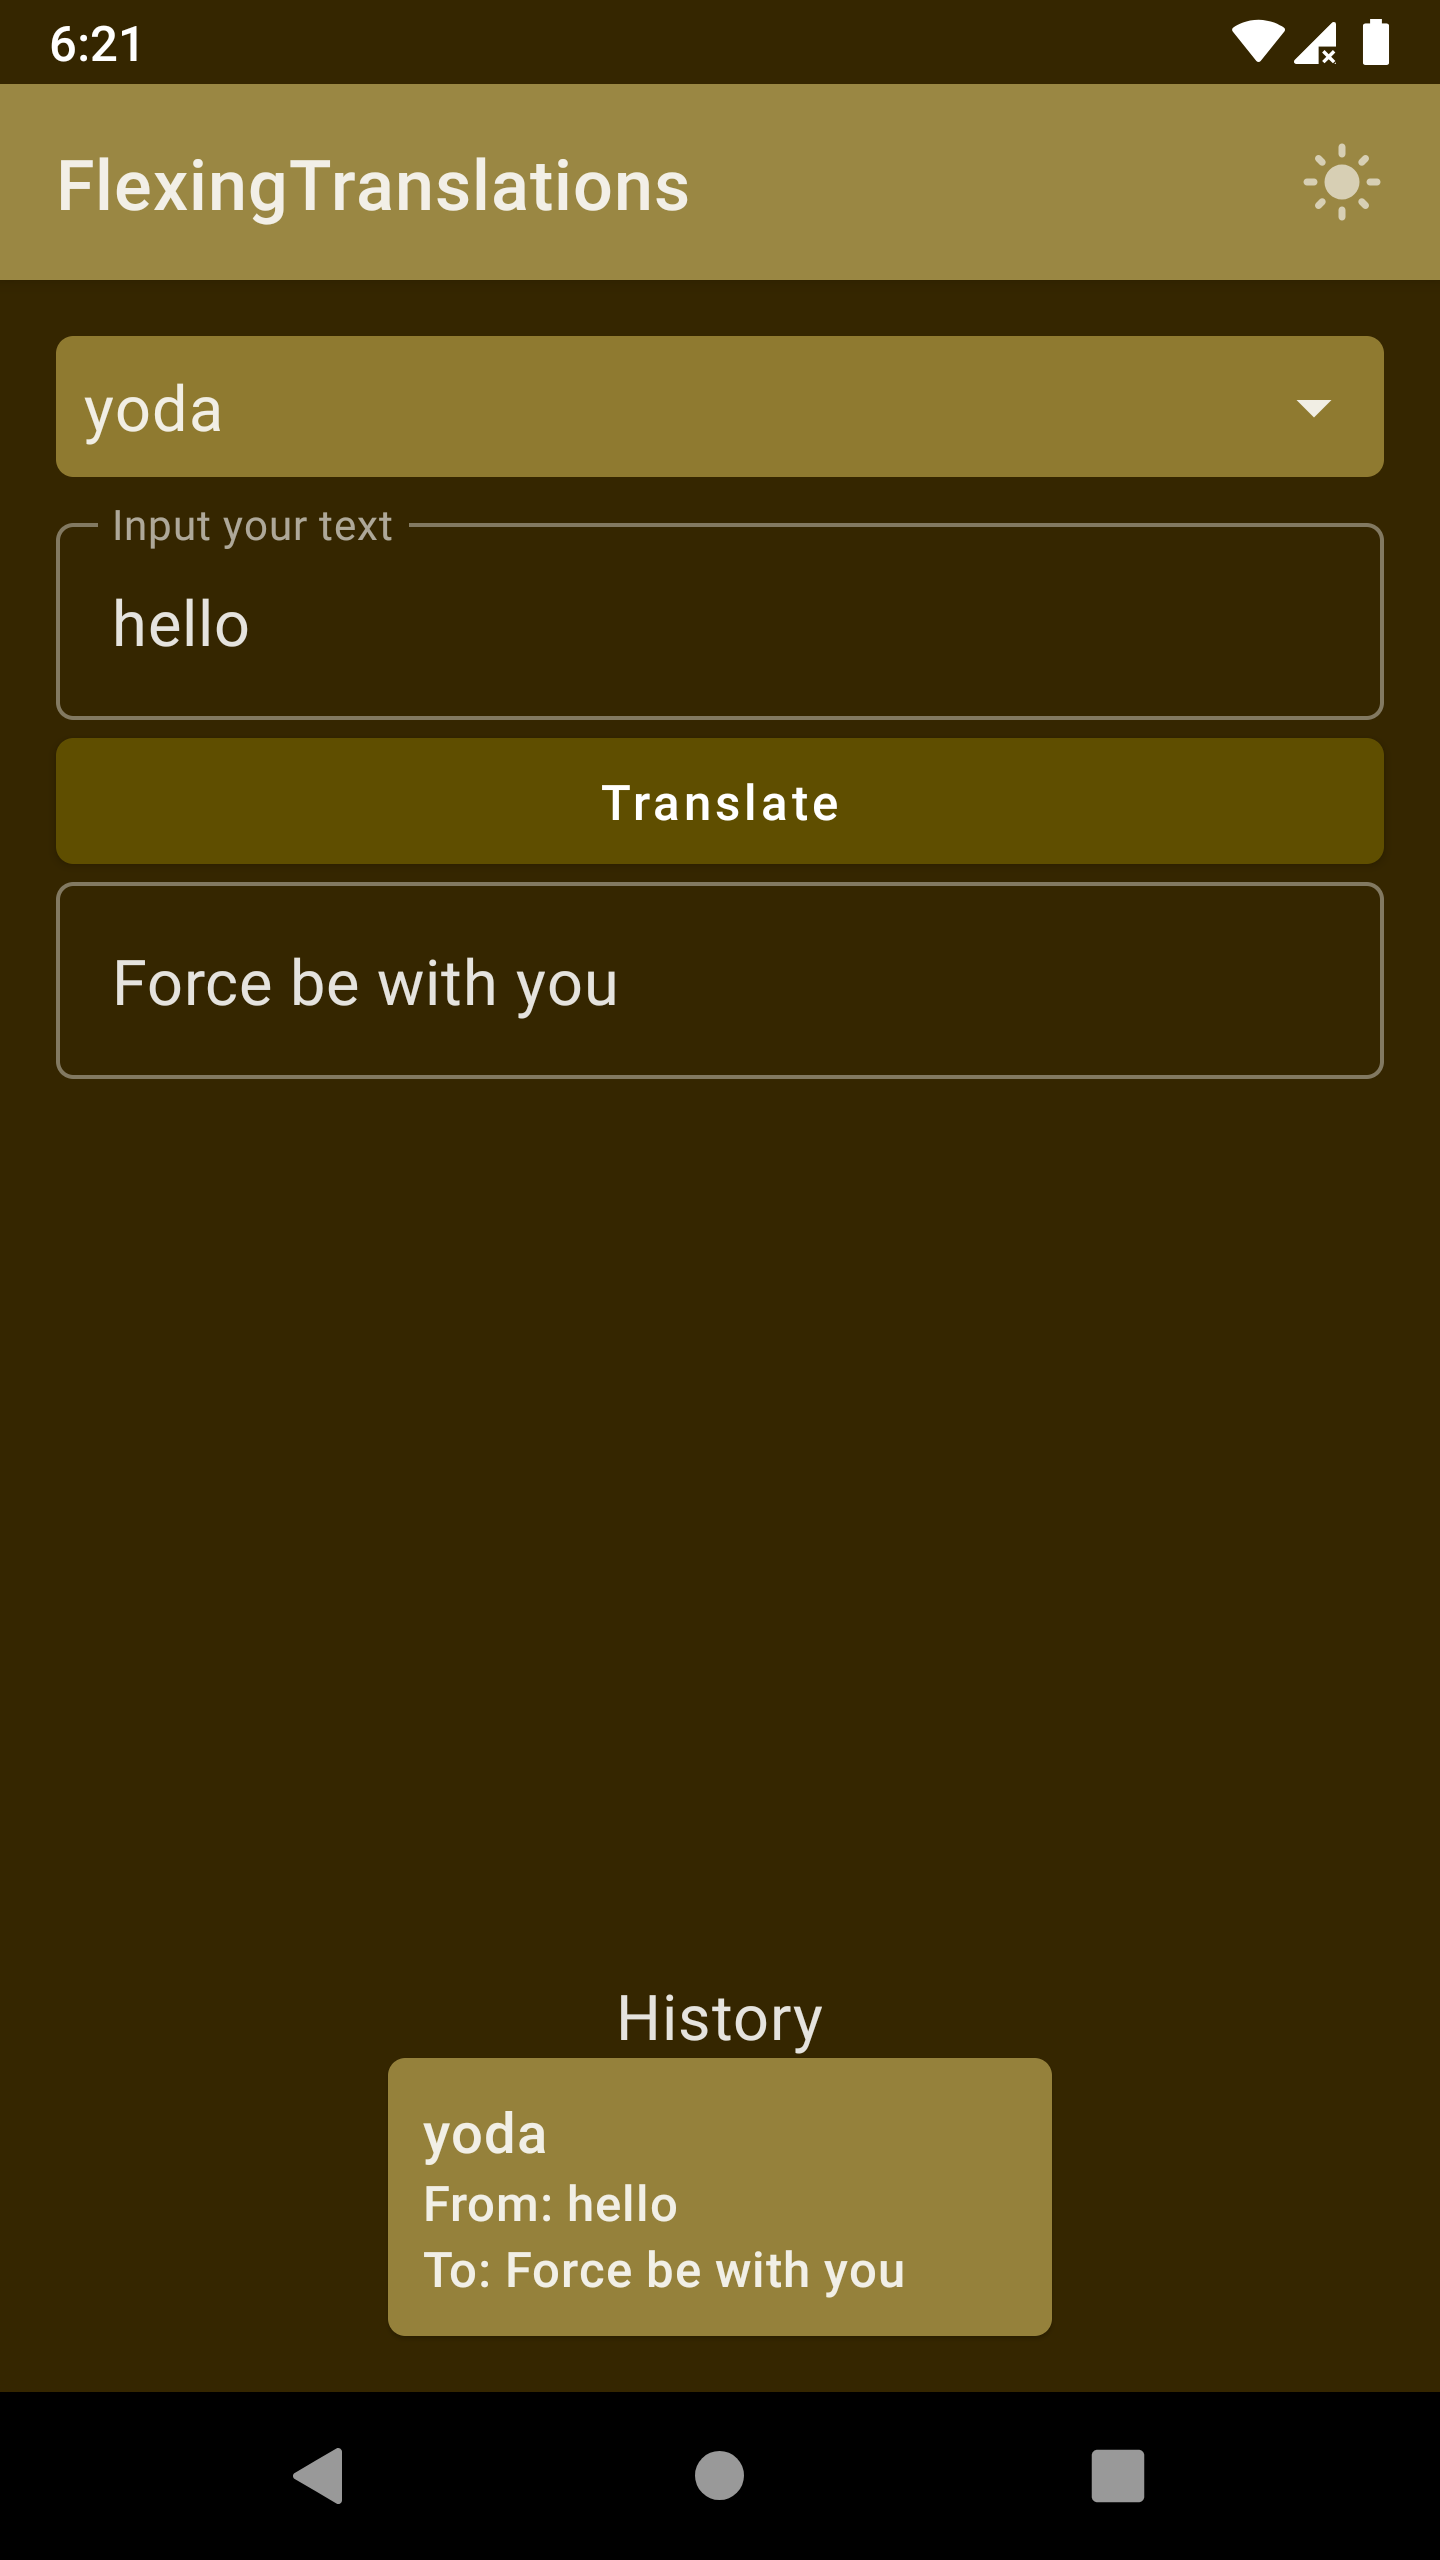 6:21
FlexingTranslations
yoda
Input your text
hello
Translate
Force be with you
History
yoda
From: hello
To: Force be with you